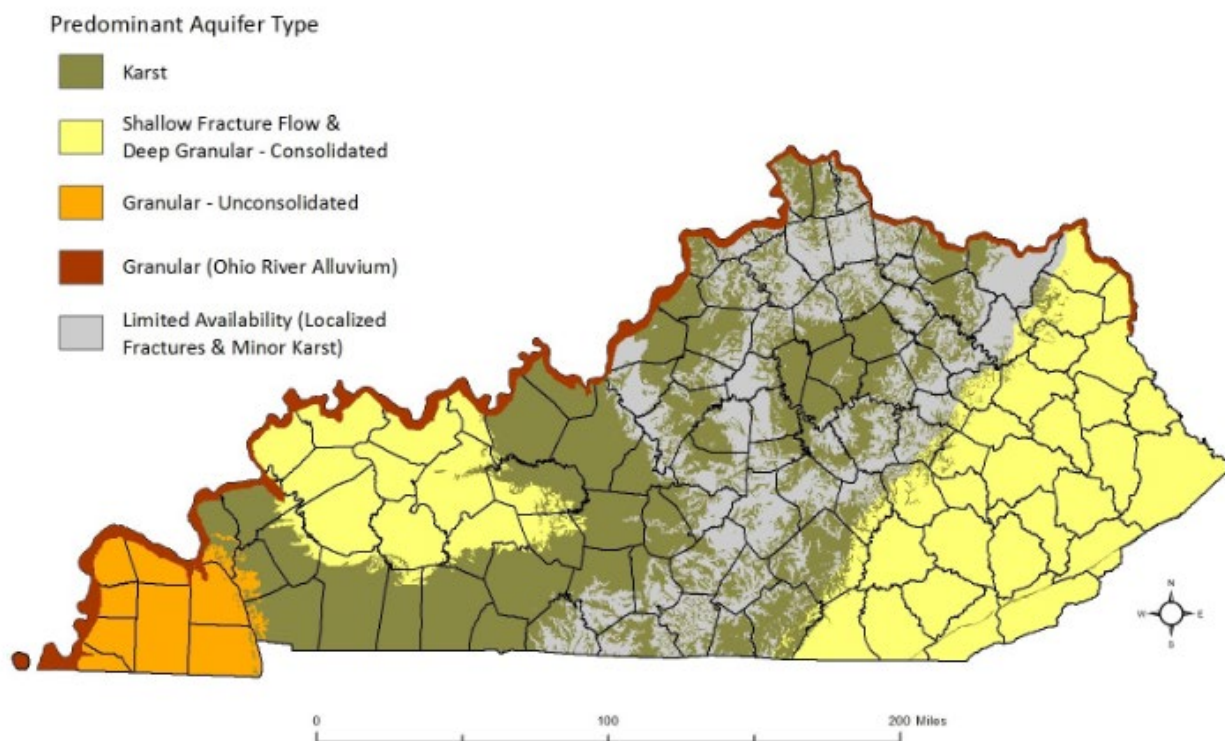 Predominant Aquifer Type
Karst
Shallow Fracture Flow &
Deep Granular - Consolidated
Granular - Unconsolidated
Granular (Ohio River Alluvium)
Limited Availability (Localized
Fractures & Minor Karst)
N
W E
S
0 100 200 Miles